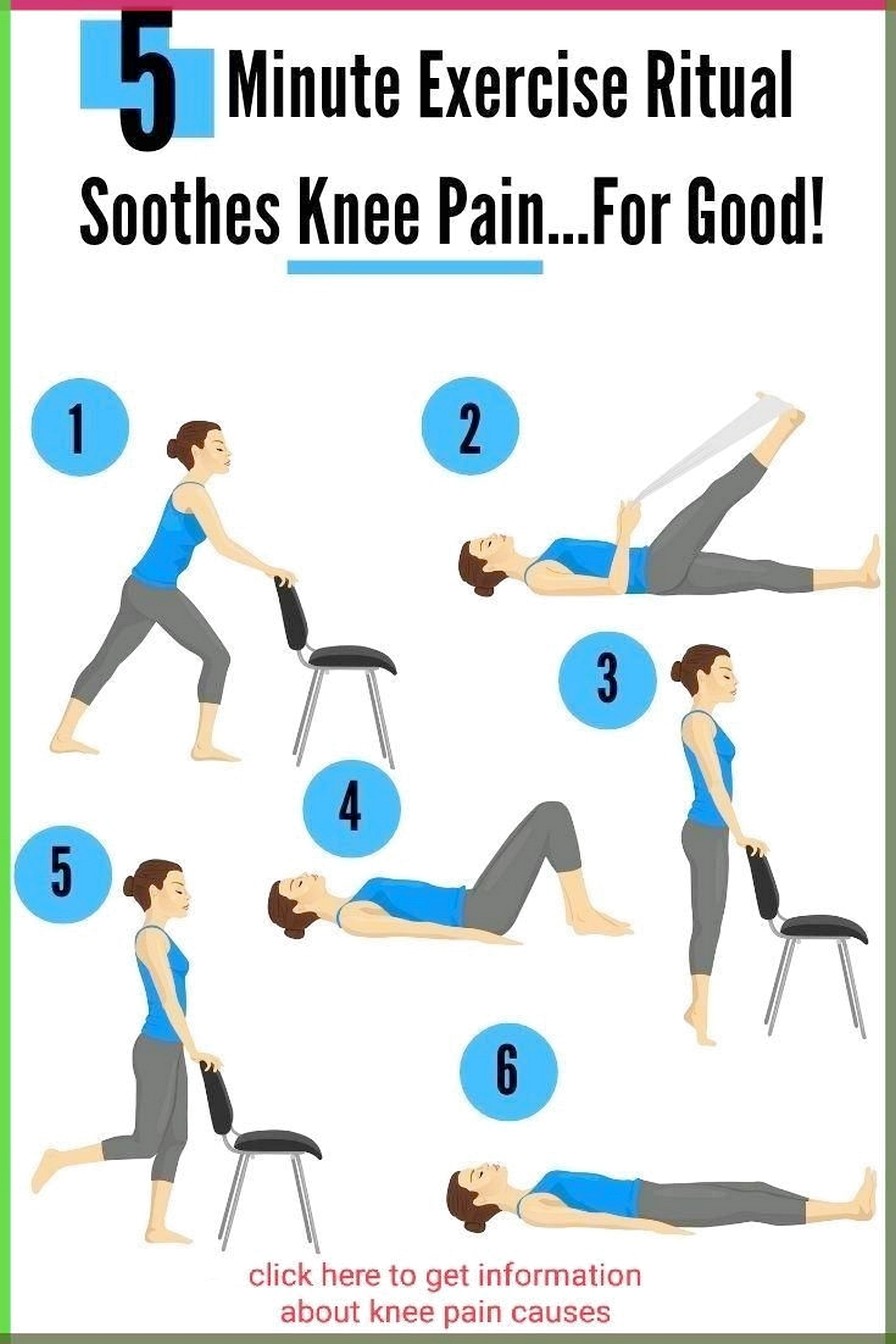 5 Minute Exercise Ritual
Soothes Knee Pain...For Good!
1
2
3
4
5
6
click here to get information
about knee pain causes